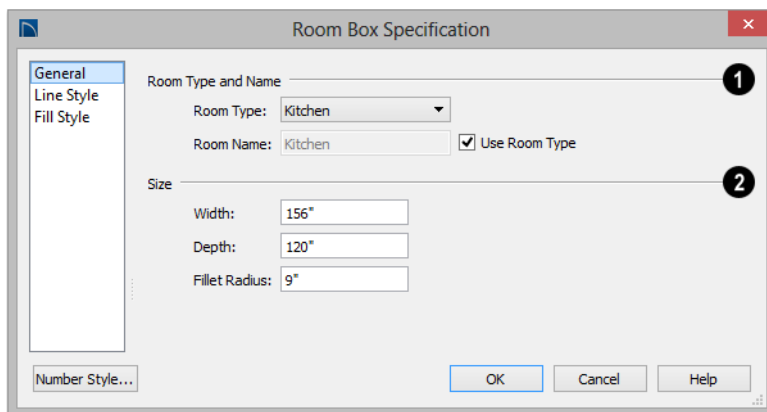 Room Box Specification
General
Line Style
Fill Style
Room Type and Name
1
Room Type: Kitchen
Room Name: Kitchen Use Room Type
Size
2
Width: 156"
Depth: 120"
Fillet Radius: 9"
Number Style... OK Cancel Help